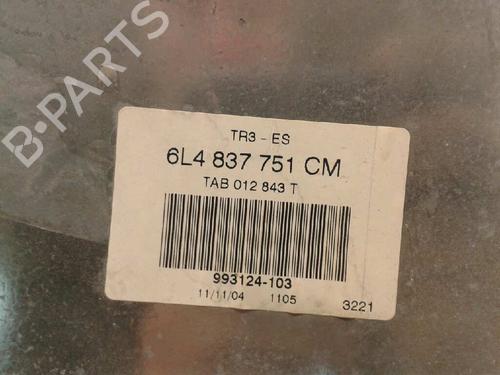 B-PARTS
TR3 - ES
6L4 837 751 CM
TAB 012 843 T
993124-103
11/11/04 1105 3221